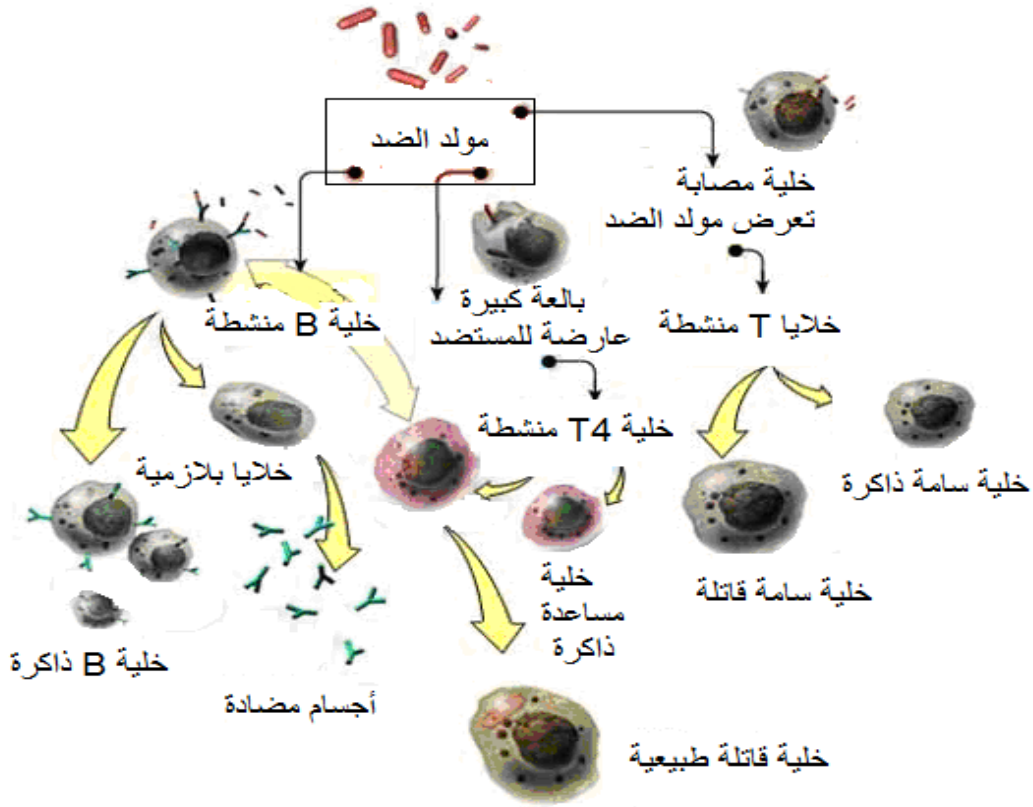 مولد الضد
خلية مصابة
تعرض مولد الضد
بالعة كبيرة
عارضة للمستضد
خلية B منشطة
خلايا T منشطة
خلية T4 منشطة
خلايا بلازمية
خلية سامة ذاكرة
خلية
مساعدة
ذاكرة
خلية سامة قاتلة
خلية B ذاكرة
أجسام مضادة
خلية قاتلة طبيعية